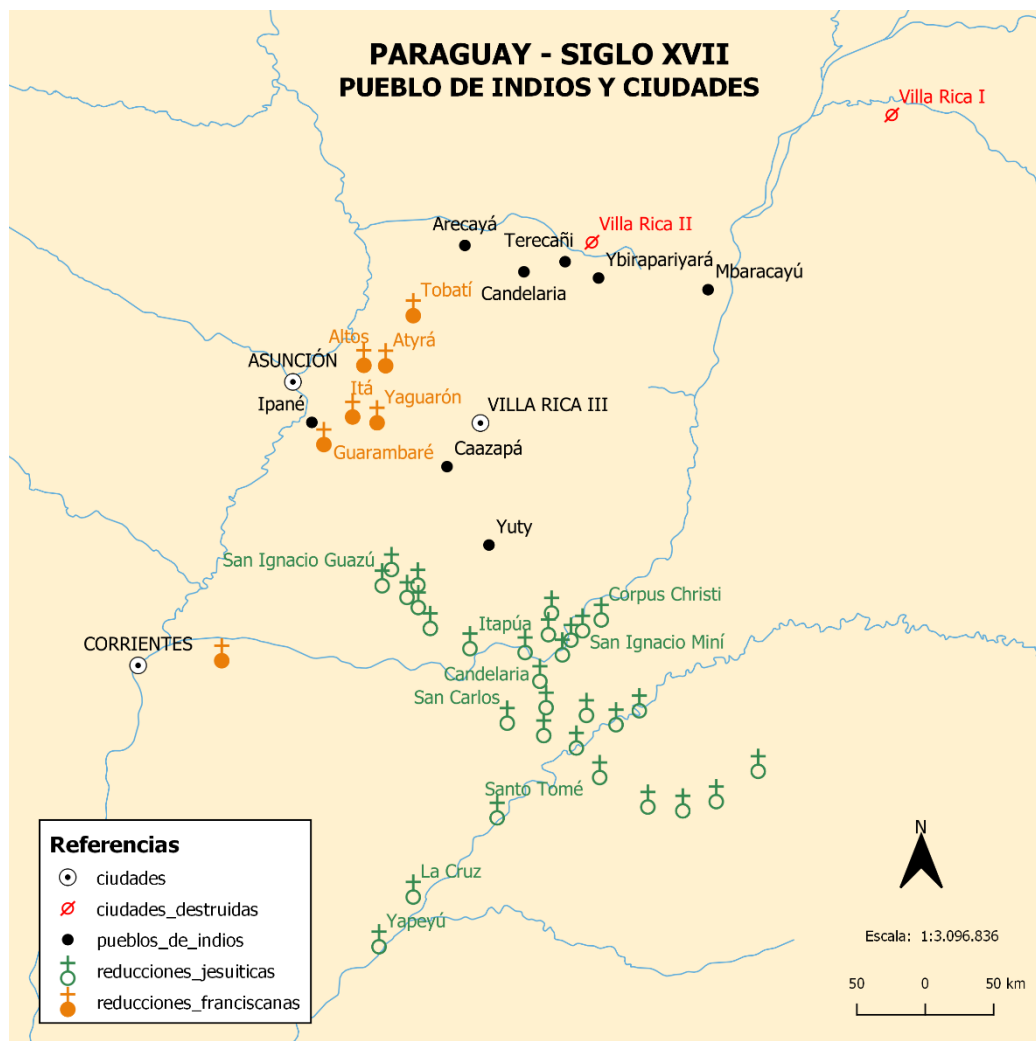 PARAGUAY - SIGLO XVII
PUEBLO DE INDIOS Y CIUDADES
Villa Rica I
Villa Rica II
Arecayá
Terecañi
Ybirapariyará
Mbaracayú
Candelaria
Tobatí
Altos
Atyrá
ASUNCIÓN
Itá
Yaguarón
Ipané
VILLA RICA III
Guarambaré
Caazapá
Yuty
San Ignacio Guazú
Corpus Christi
Itapúa
San Ignacio Miní
CORRIENTES
Candelaria
San Carlos
Santo Tomé
La Cruz
Yapeyú
Referencias
ciudades
ciudades_destruidas
pueblos_de_indios
reducciones_jesuiticas
reducciones_franciscanas
N
Escala: 1:3.096.836
50 0 50 km